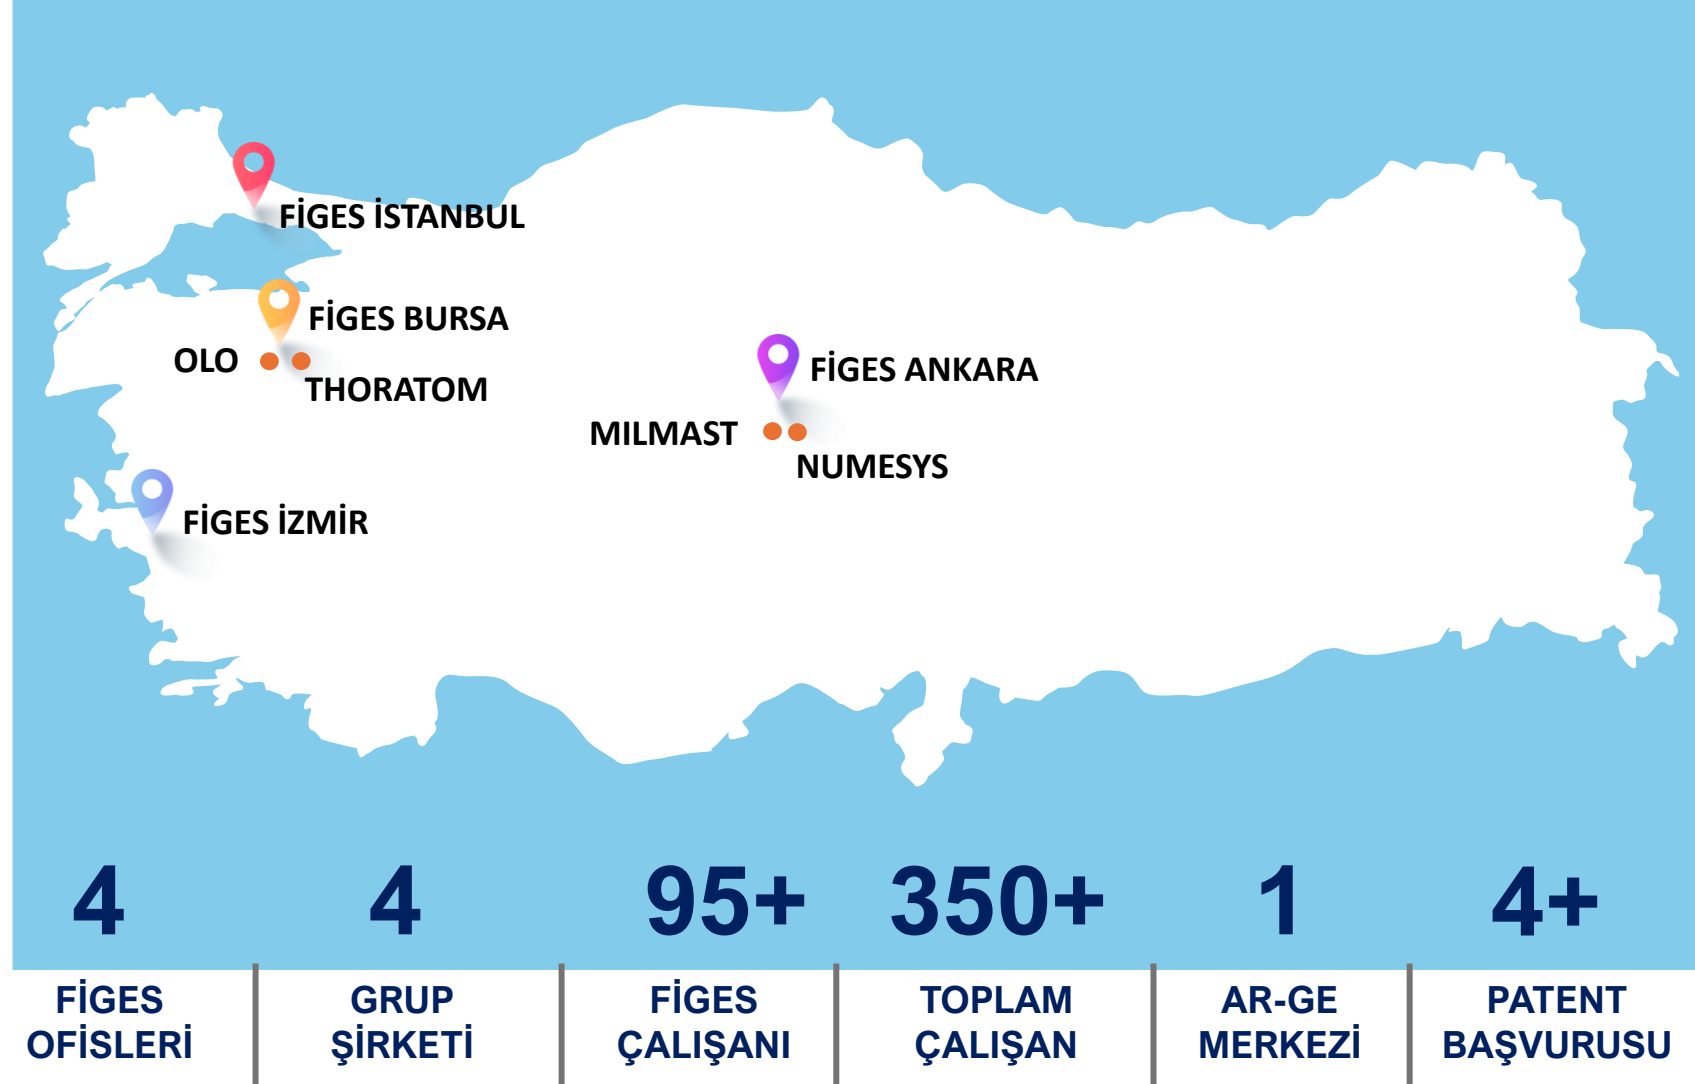 FİGES İSTANBUL
FİGES BURSA
OLO
THORATOM
FİGES ANKARA
MILMAST
NUMESYS
FİGES İZMİR
4
FİGES
OFİSLERİ
4
GRUP
ŞİRKETİ
95+
FİGES
ÇALIŞANI
350+
TOPLAM
ÇALIŞAN
1
AR-GE
MERKEZİ
4+
PATENT
BAŞVURUSU